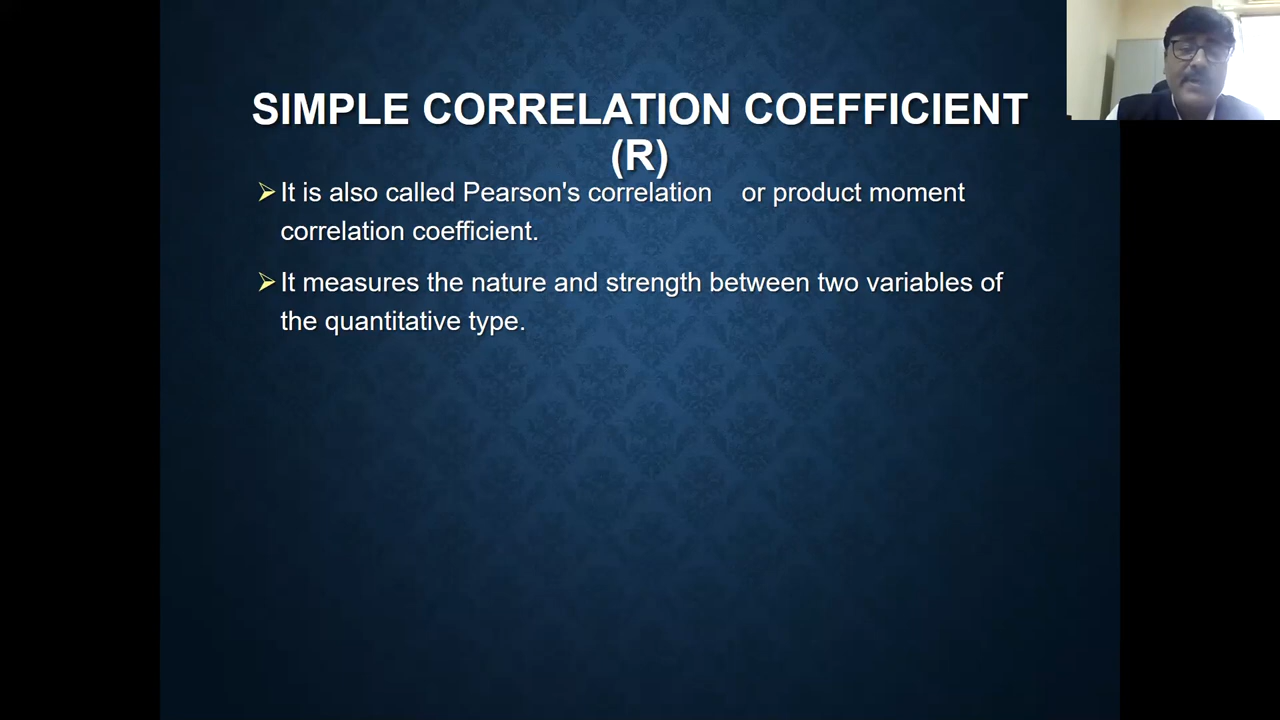 SIMPLE CORRELATION COEFFICIENT
(R)
It is also called Pearson's correlation or product moment
correlation coefficient.
It measures the nature and strength between two variables of
the quantitative type.